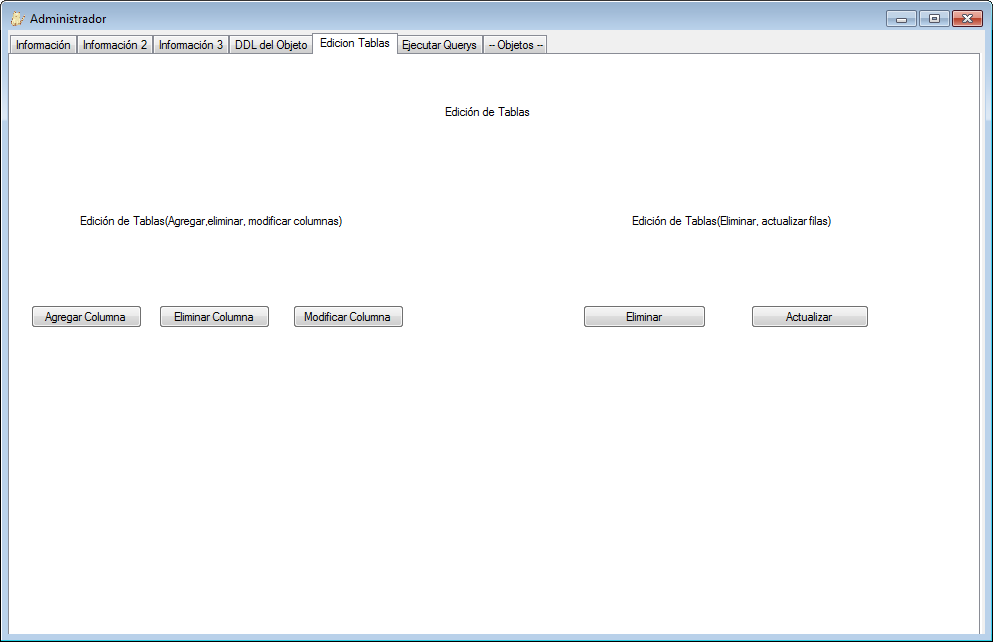 Administrador
Información Información 2 Información 3 DDL del Objeto Edicion Tablas Ejecutar Querys -- Objetos --
Edición de Tablas
Edición de Tablas(Agregar,eliminar, modificar columnas) Edición de Tablas(Eliminar, actualizar filas)
Agregar Columna Eliminar Columna Modificar Columna Eliminar Actualizar